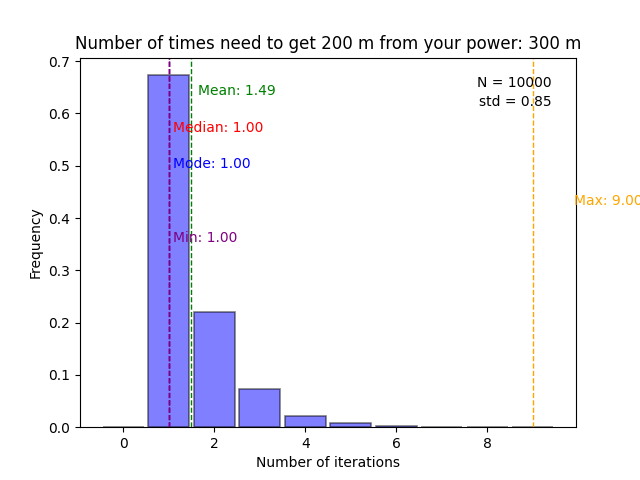 Number of times need to get 200 m from your power: 300 m
0.7
0.6
0.5
0.4
0.3
0.2
0.1
0.0
Frequency
N = 10000
std = 0.85
Mean: 1.49
Median: 1.00
Mode: 1.00
Min: 1.00
Max: 9.00
0 2 4 6 8
Number of iterations